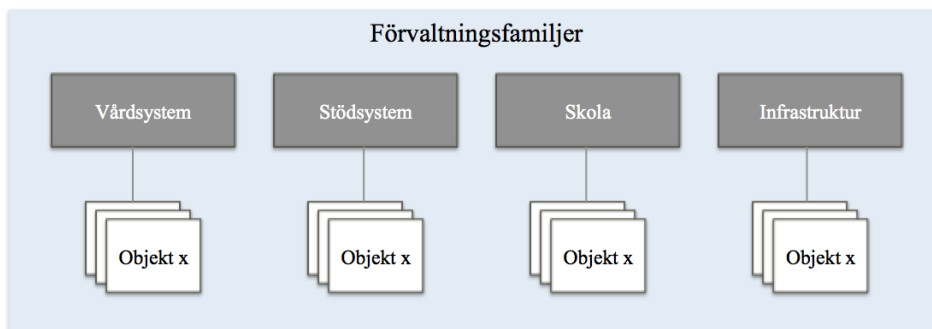 Förvaltningsfamiljer
Vårdsystem
Stödsystem
Skola
Infrastruktur
Objekt x
Objekt x
Objekt x
Objekt x